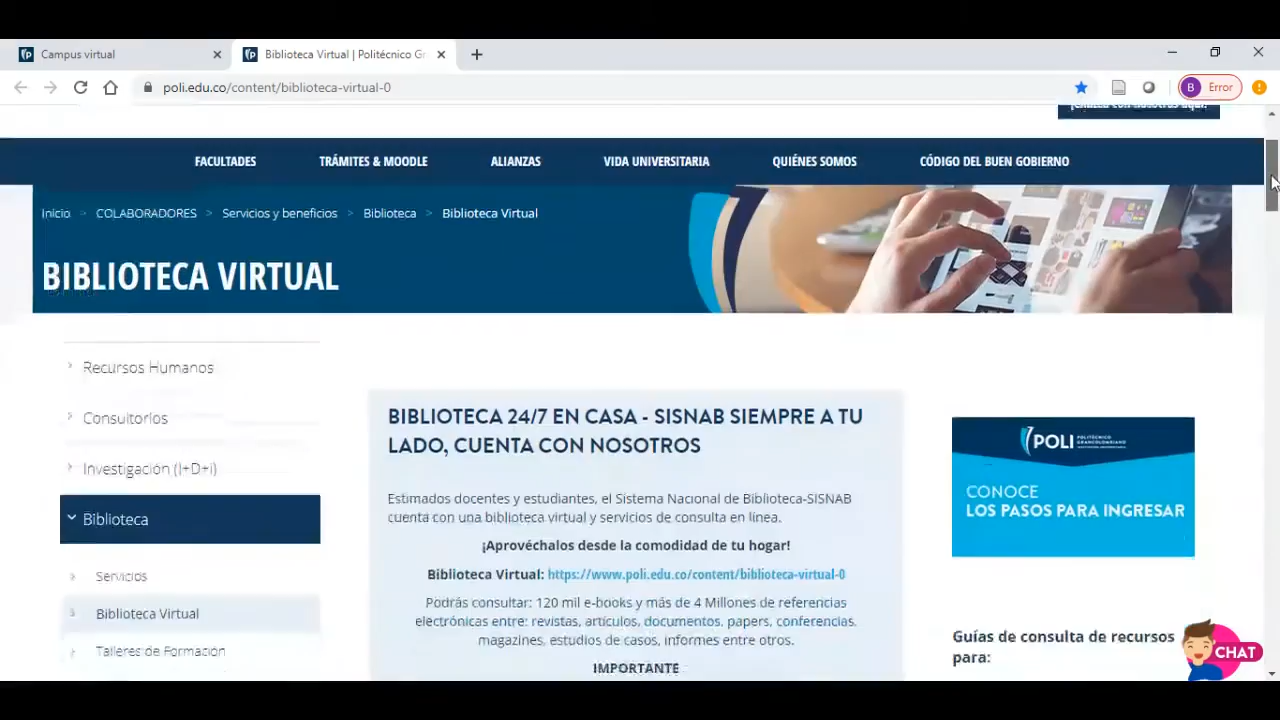 Campus virtual
Biblioteca Virtual | Politécnico Gr
B Error
poli.edu.co/content/biblioteca-virtual-0
FACULTADES TRÁMITES & MOODLE ALIANZAS VIDA UNIVERSITARIA QUIÉNES SOMOS CÓDIGO DEL BUEN GOBIERNO
Inicio > COLABORADORES > Servicios y beneficios > Biblioteca > Biblioteca Virtual
BIBLIOTECA VIRTUAL
Recursos Humanos
Consultorios
Investigación (I+D+i)
Biblioteca
Servicios
Biblioteca Virtual
Talleres de Formación
BIBLIOTECA 24/7 EN CASA - SISNAB SIEMPRE A TU
LADO, CUENTA CON NOSOTROS
Estimados docentes y estudiantes, el Sistema Nacional de Biblioteca-SISNAB
cuenta con una biblioteca virtual y servicios de consulta en línea.
¡Aprovéchalos desde la comodidad de tu hogar!
Biblioteca Virtual: https://www.poli.edu.co/content/biblioteca-virtual-0
Podrás consultar: 120 mil e-books y más de 4 Millones de referencias
electrónicas entre: revistas, artículos, documentos, papers, conferencias,
magazines, estudios de casos, informes entre otros.
IMPORTANTE
POLI POLITÉCNICO GRANCOLOMBIANO
CONOCE
LOS PASOS PARA INGRESAR
Guías de consulta de recursos
para:
CHAT